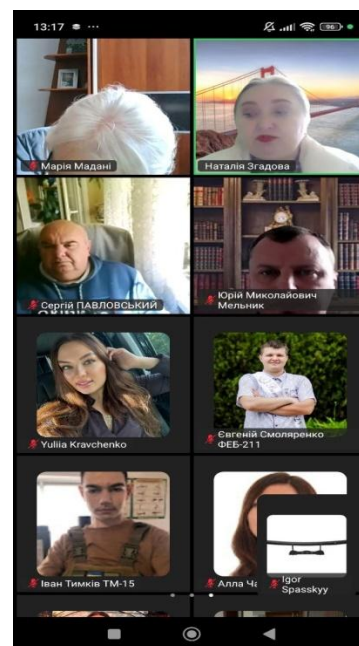 13:17
96
Марія Мадані
Наталія Згадова
Сергій ПАВЛОВСЬКИЙ
Юрій Миколайович
Мельник
Yuliia Kravchenko
Євгеній Смоляренко
ФЕБ-211
Іван Тимків ТМ-15
Алла Ча
Igor
Spasskyy